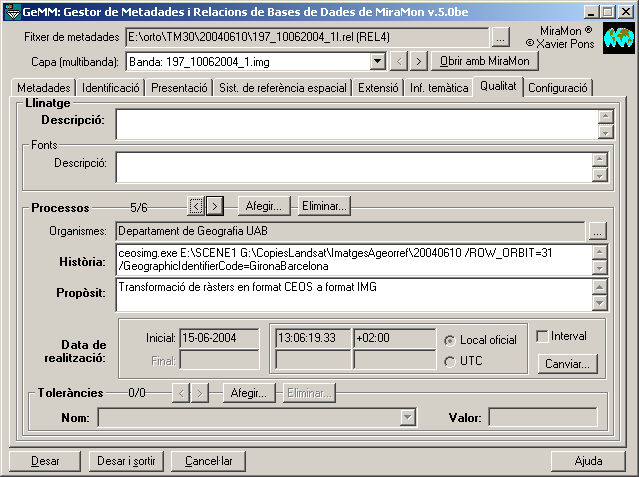 GeMM: Gestor de Metadades i Relacions de Bases de Dades de MiraMon v.5.0be
Fitxer de metadades E:\orto\TM30\20040610\197_10062004_1I.rel (REL4) ...
MiraMon ®
© Xavier Pons
Capa (multibanda): Banda: 197_10062004_1.img < > Obrir amb MiraMon
Metadades Identificació Presentació Sist. de referència espacial Extensió Inf. temàtica Qualitat Configuració
Llinatge
Descripció:
Fonts
Descripció:
Processos 5/6 < > Afegir... Eliminar...
Organismes: Departament de Geografia UAB ...
Història: ceosimg.exe E:\SCENE1 G:\CopiesLandsat\ImatgesAgeorref\20040610 /ROW_ORBIT=31
/GeographicIdentifierCode=GironaBarcelona
Propòsit: Transformació de ràsters en format CEOS a format IMG
Data de
realització:
Inicial: 15-06-2004 13:06:19.33 +02:00 Local oficial Interval
Final: UTC Canviar...
Toleràncies 0/0 < > Afegir... Eliminar...
Nom: Valor:
Desar Desar i sortir Cancel·lar Ajuda